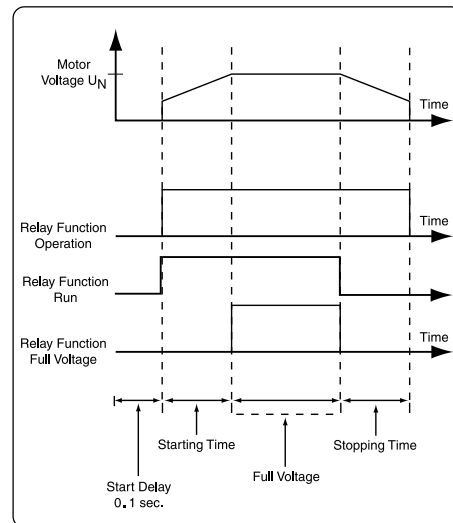 Motor
Voltage UN
Time
Time
Relay Function
Operation
Relay Function
Run
Time
Relay Function
Full Voltage
Starting Time
Stopping Time
Full Voltage
Start Delay
0.1 sec.